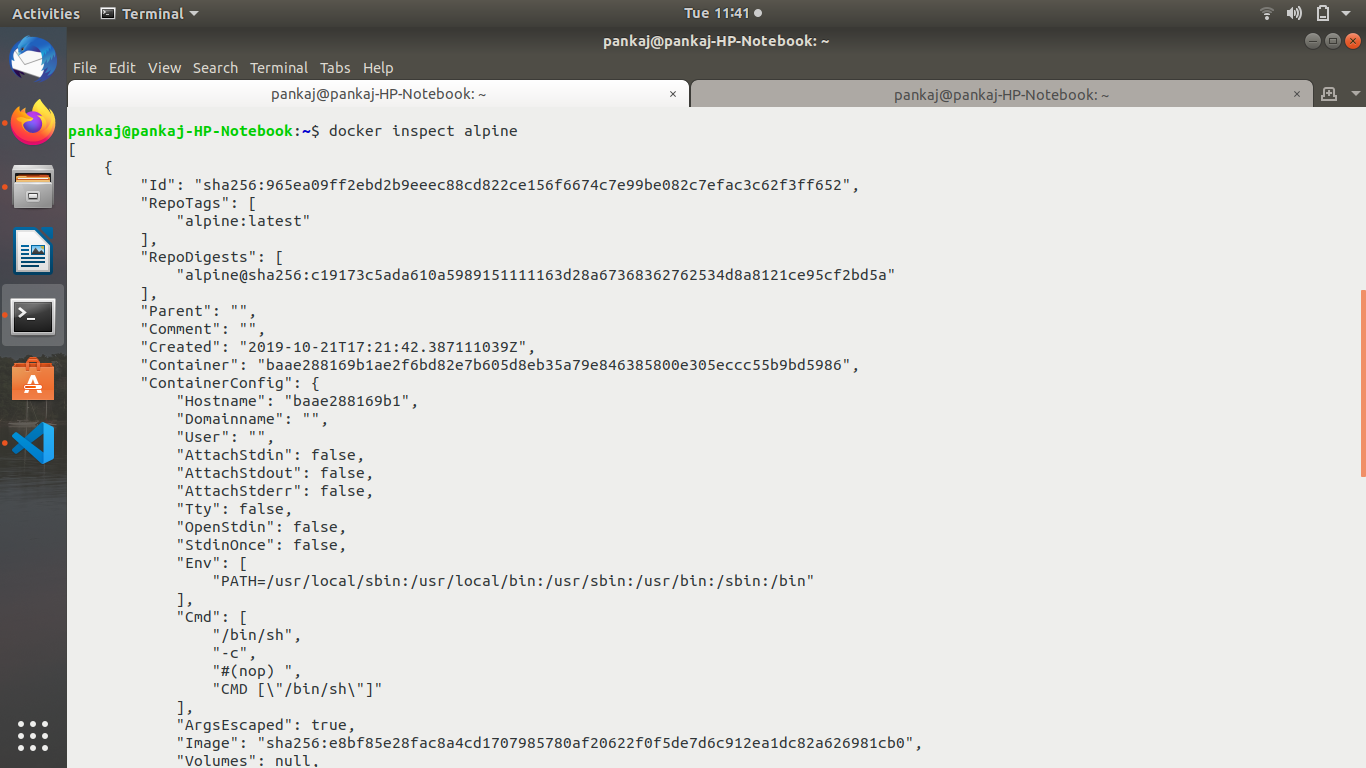 Activities Terminal Tue 11:41
pankaj@pankaj-HP-Notebook: ~
File Edit View Search Terminal Tabs Help
pankaj@pankaj-HP-Notebook: ~ × pankaj@pankaj-HP-Notebook: ~ ×
pankaj@pankaj-HP-Notebook:~$ docker inspect alpine
[
    {
        "Id": "sha256:965ea09ff2ebd2b9eeec88cd822ce156f6674c7e99be082c7efac3c62f3ff652",
        "RepoTags": [
            "alpine:latest"
        ],
        "RepoDigests": [
            "alpine@sha256:c19173c5ada610a5989151111163d28a67368362762534d8a8121ce95cf2bd5a"
        ],
        "Parent": "",
        "Comment": "",
        "Created": "2019-10-21T17:21:42.387111039Z",
        "Container": "baae288169b1ae2f6bd82e7b605d8eb35a79e846385800e305eccc55b9bd5986",
        "ContainerConfig": {
            "Hostname": "baae288169b1",
            "Domainname": "",
            "User": "",
            "AttachStdin": false,
            "AttachStdout": false,
            "AttachStderr": false,
            "Tty": false,
            "OpenStdin": false,
            "StdinOnce": false,
            "Env": [
                "PATH=/usr/local/sbin:/usr/local/bin:/usr/sbin:/usr/bin:/sbin:/bin"
            ],
            "Cmd": [
                "/bin/sh",
                "-c",
                "#(nop) ",
                "CMD [\"/bin/sh\"]"
            ],
            "ArgsEscaped": true,
            "Image": "sha256:e8bf85e28fac8a4cd1707985780af20622f0f5de7d6c912ea1dc82a626981cb0",
            "Volumes": null,